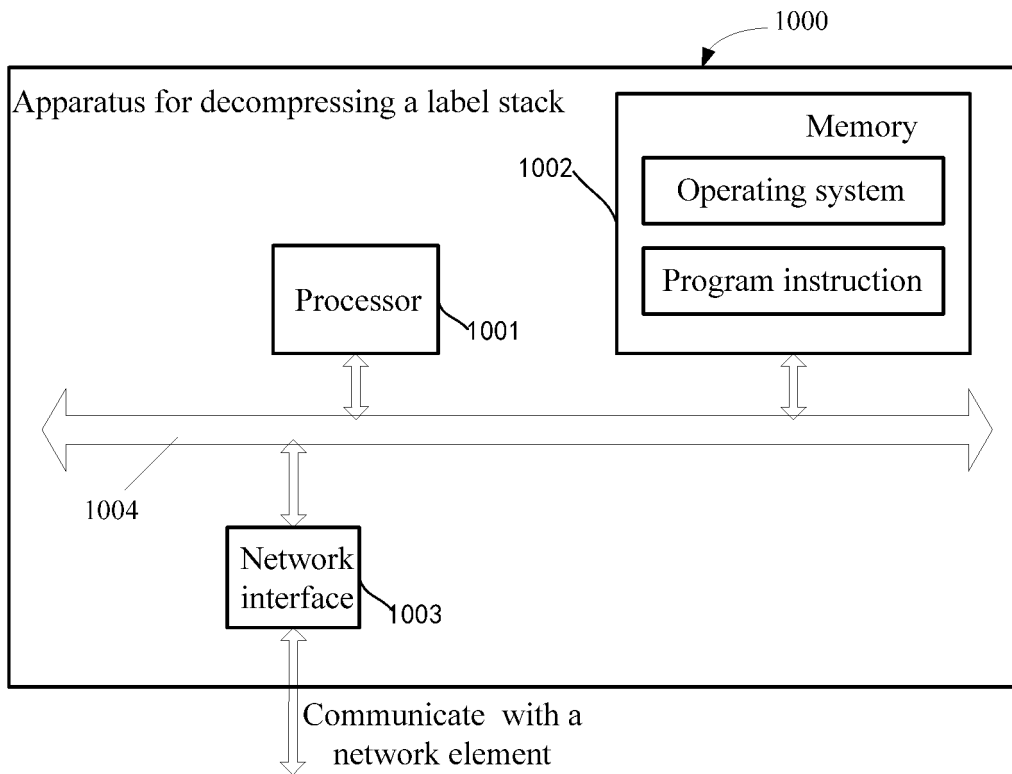 1000
Apparatus for decompressing a label stack
Memory
1002
Operating system
Program instruction
Processor
1001
1004
Network
interface
1003
Communicate with a
network element